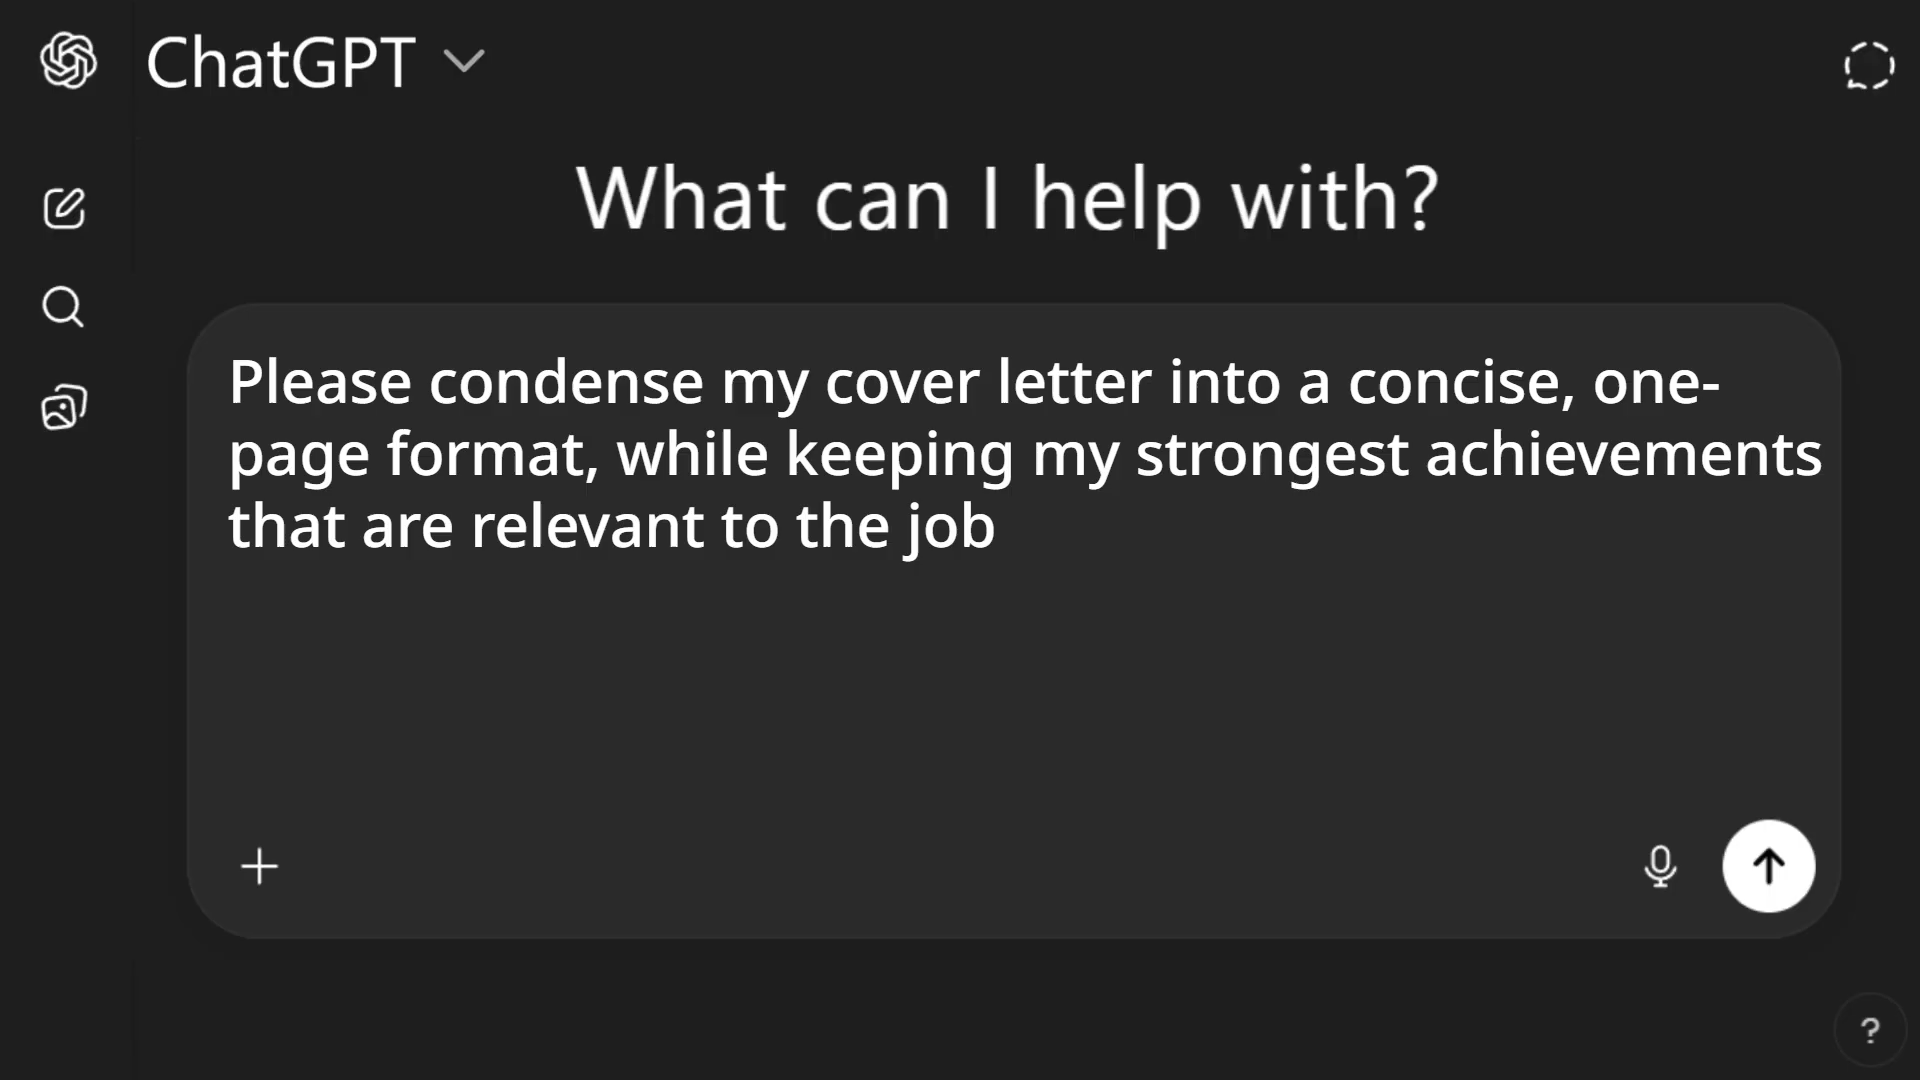 ChatGPT
What can I help with?
Please condense my cover letter into a concise, one-
page format, while keeping my strongest achievements
that are relevant to the job
?